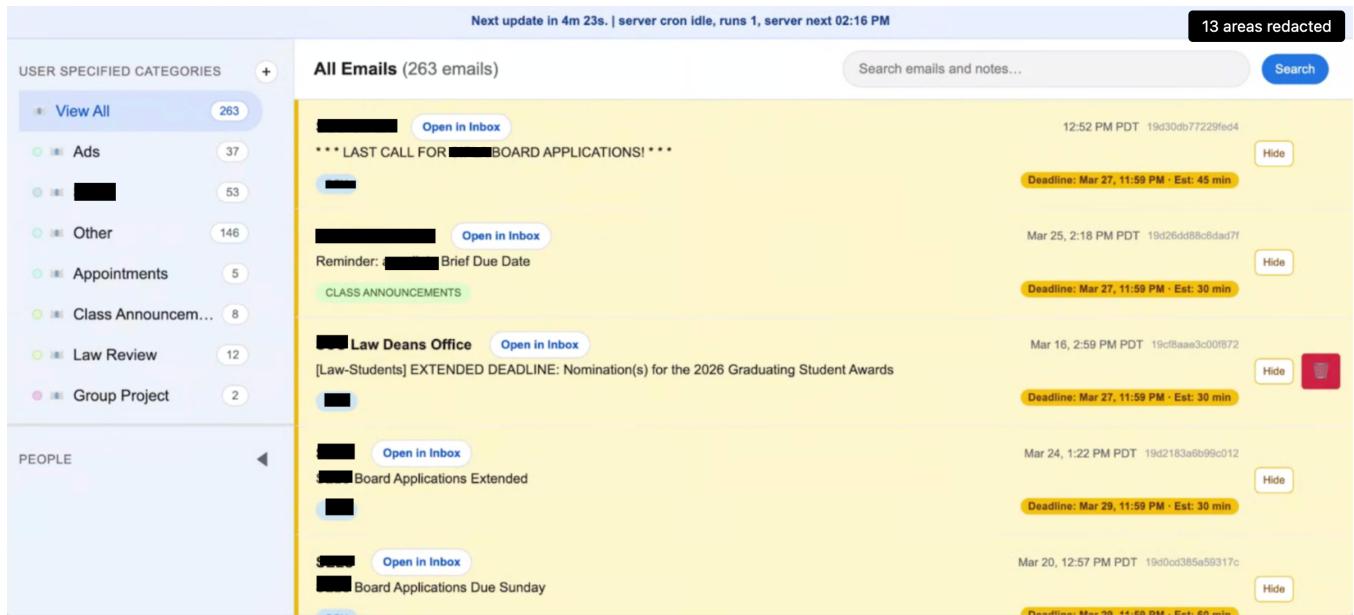 Next update in 4m 23s. | server cron idle, runs 1, server next 02:16 PM
13 areas redacted
USER SPECIFIED CATEGORIES +
View All 263
Ads 37
53
Other 146
Appointments 5
Class Announcem... 8
Law Review 12
Group Project 2
PEOPLE
All Emails (263 emails)
Search emails and notes...
Search
Open in Inbox
12:52 PM PDT 19d30db77229fed4
* * * LAST CALL FOR BOARD APPLICATIONS! * * *
Hide
Deadline: Mar 27, 11:59 PM · Est: 45 min
Open in Inbox
Mar 25, 2:18 PM PDT 19d26dd88c6dad7f
Reminder: Brief Due Date
Hide
CLASS ANNOUNCEMENTS
Deadline: Mar 27, 11:59 PM · Est: 30 min
Law Deans Office Open in Inbox
Mar 16, 2:59 PM PDT 19cf8aae3c00f872
[Law-Students] EXTENDED DEADLINE: Nomination(s) for the 2026 Graduating Student Awards
Hide
Deadline: Mar 27, 11:59 PM · Est: 30 min
Open in Inbox
Mar 24, 1:22 PM PDT 19d2183a6b99c012
Board Applications Extended
Hide
Deadline: Mar 29, 11:59 PM · Est: 30 min
Open in Inbox
Mar 20, 12:57 PM PDT 19d0cd385a59317c
Board Applications Due Sunday
Hide
Deadline: Mar 29, 11:59 PM · Est: 60 min